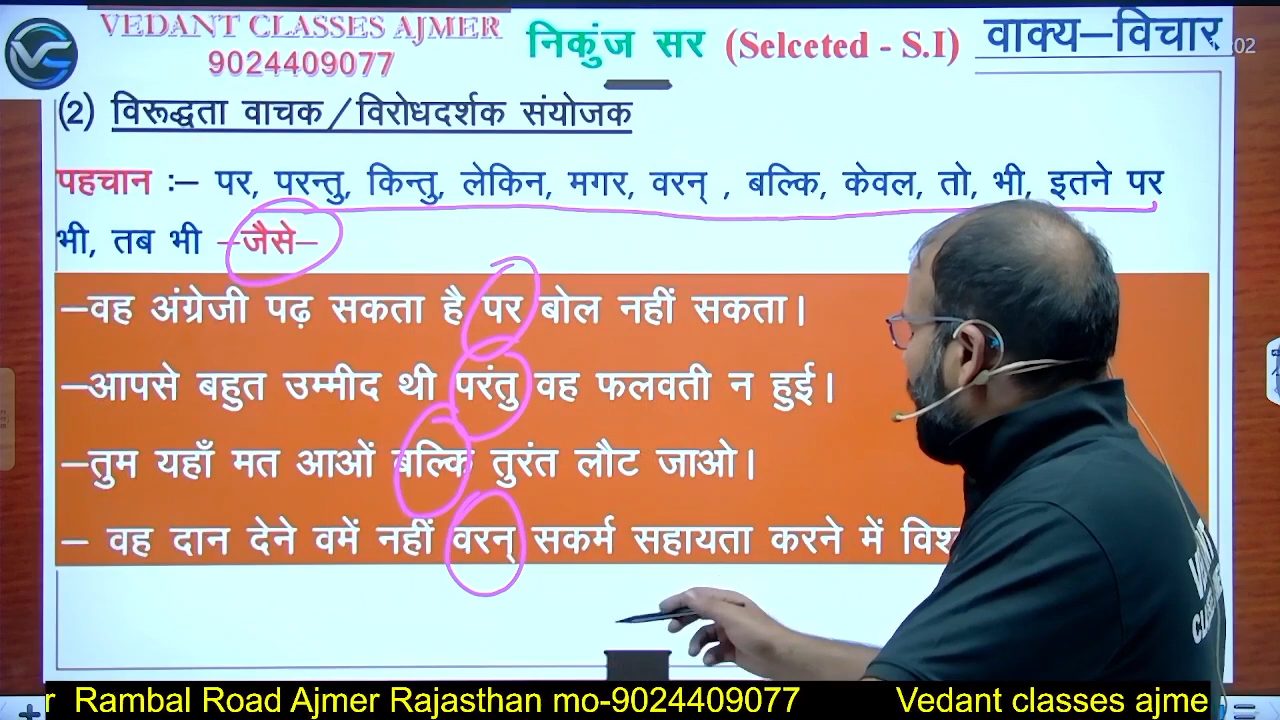 VEDANT CLASSES AJMER
9024409077
निकुंज सर (Selceted - S.I)
वाक्य–विचार
(2) विरूद्धता वाचक/विरोधदर्शक संयोजक
पहचान :– पर, परन्तु, किन्तु, लेकिन, मगर, वरन् , बल्कि, केवल, तो, भी, इतने पर
भी, तब भी –जैसे–
–वह अंग्रेजी पढ़ सकता है पर बोल नहीं सकता।
–आपसे बहुत उम्मीद थी परंतु वह फलवती न हुई।
–तुम यहाँ मत आओं बल्कि तुरंत लौट जाओ।
– वह दान देने वमें नहीं वरन् सकर्म सहायता करने में
Rambal Road Ajmer Rajasthan mo-9024409077 Vedant classes ajme